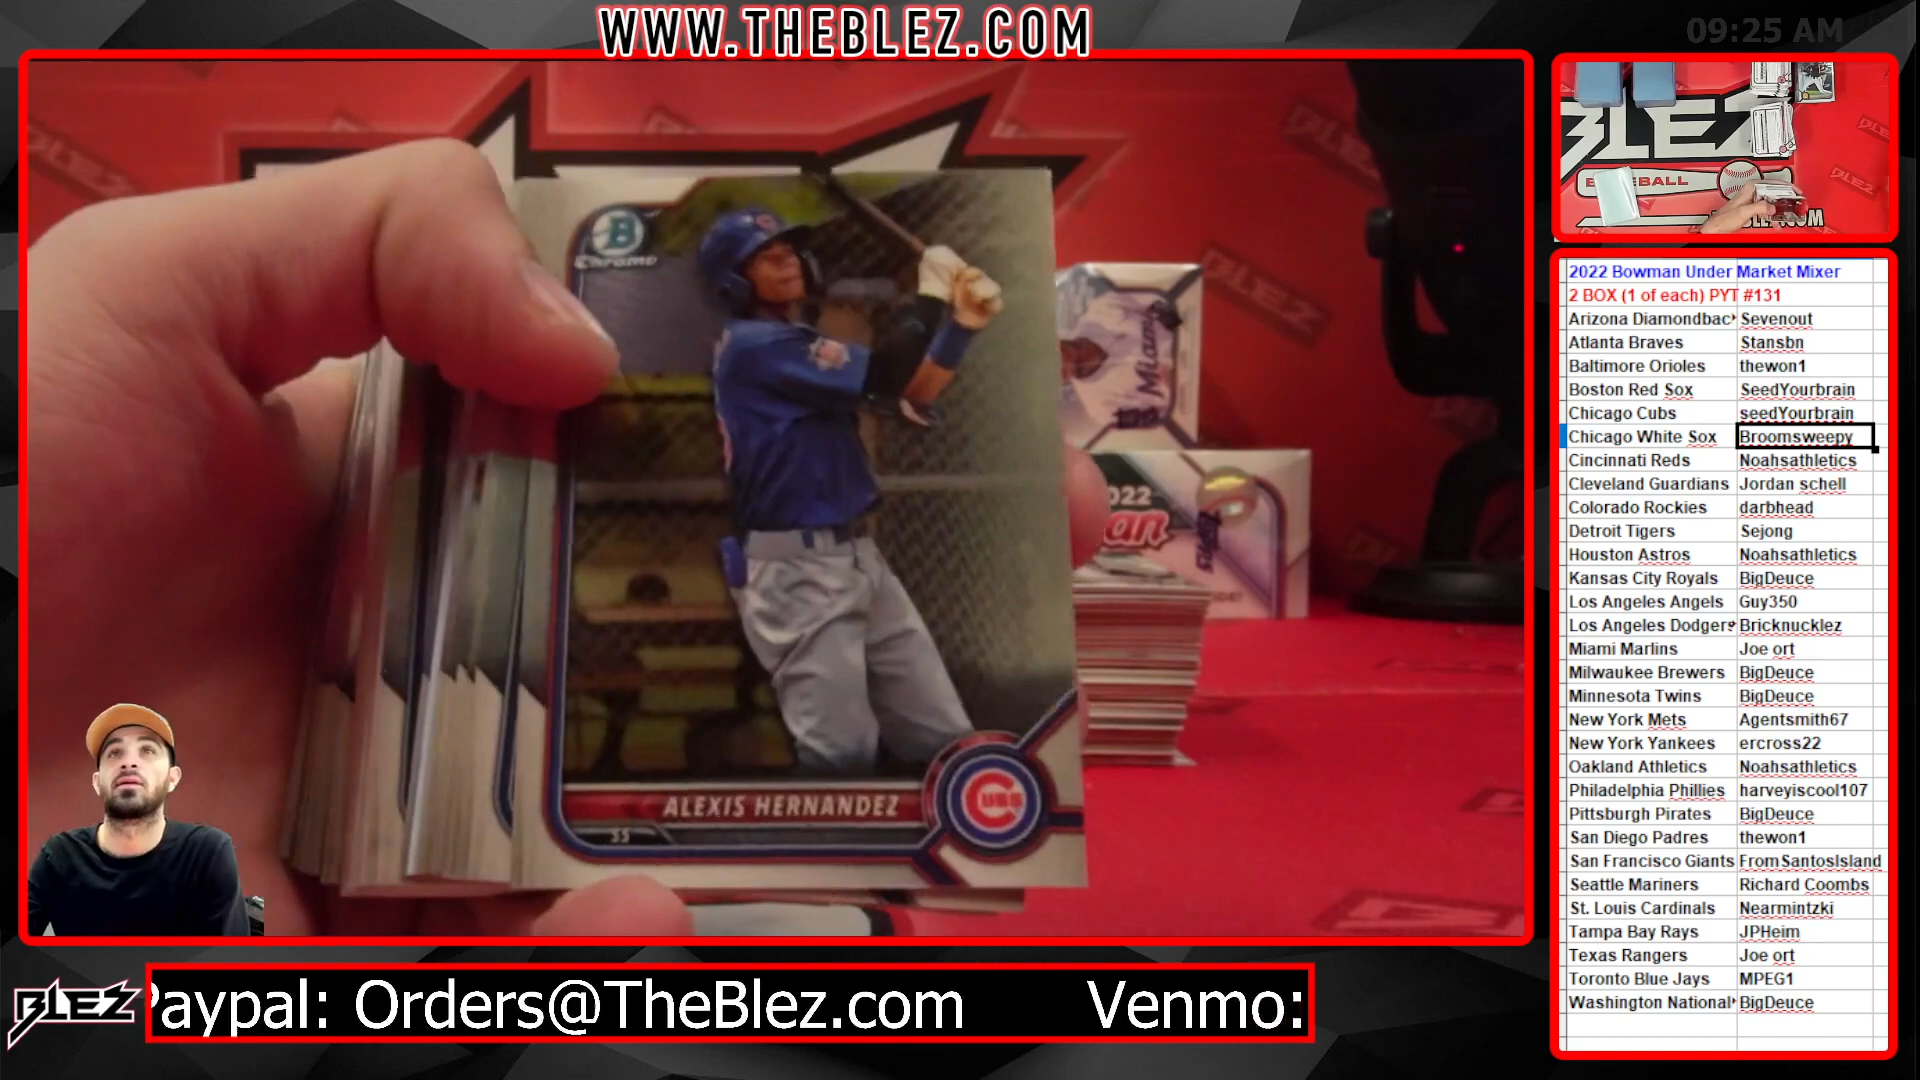 WWW.THEBLEZ.COM
09:25 AM
B
Chrome
Miami
2022
ALEXIS HERNANDEZ
SS
CUBS
BLEZ
2022 Bowman Under Market Mixer
2 BOX (1 of each) PYT #131
Arizona Diamondbac Sevenout
Atlanta Braves Stansbn
Baltimore Orioles thewon1
Boston Red Sox SeedYourbrain
Chicago Cubs seedYourbrain
Chicago White Sox Broomsweepy
Cincinnati Reds Noahsathletics
Cleveland Guardians Jordan schell
Colorado Rockies darbhead
Detroit Tigers Sejong
Houston Astros Noahsathletics
Kansas City Royals BigDeuce
Los Angeles Angels Guy350
Los Angeles Dodgers Bricknucklez
Miami Marlins Joe ort
Milwaukee Brewers BigDeuce
Minnesota Twins BigDeuce
New York Mets Agentsmith67
New York Yankees ercross22
Oakland Athletics Noahsathletics
Philadelphia Phillies harveyiscool107
Pittsburgh Pirates BigDeuce
San Diego Padres thewon1
San Francisco Giants FromSantosIsland
Seattle Mariners Richard Coombs
St. Louis Cardinals Nearmintzki
Tampa Bay Rays JPHeim
Texas Rangers Joe ort
Toronto Blue Jays MPEG1
Washington National BigDeuce
BLEZ
Paypal: Orders@TheBlez.com Venmo: